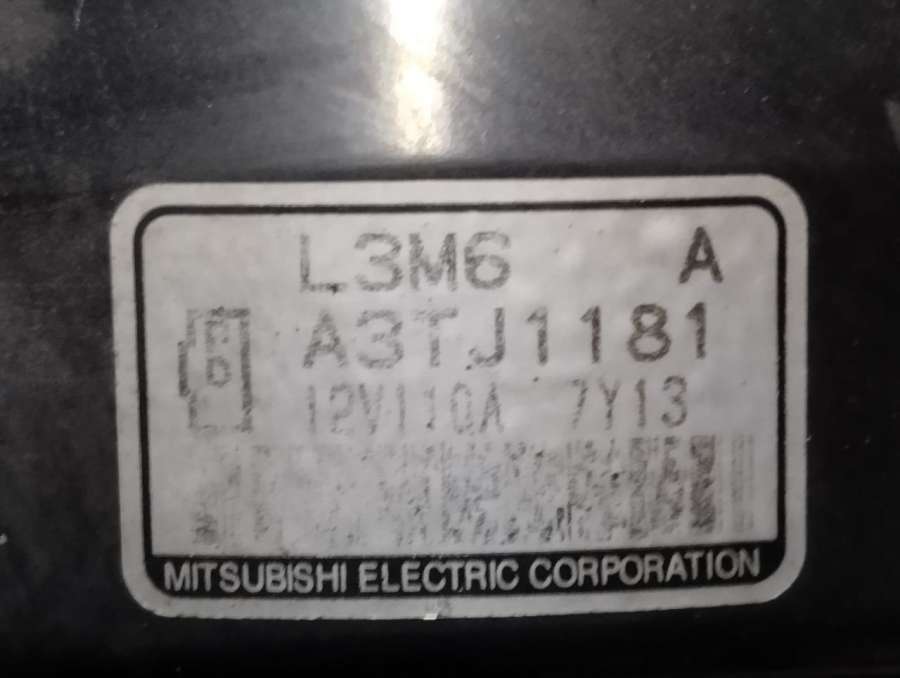 L3M6 A
A3TJ1181
12V110A 7Y13
MITSUBISHI ELECTRIC CORPORATION